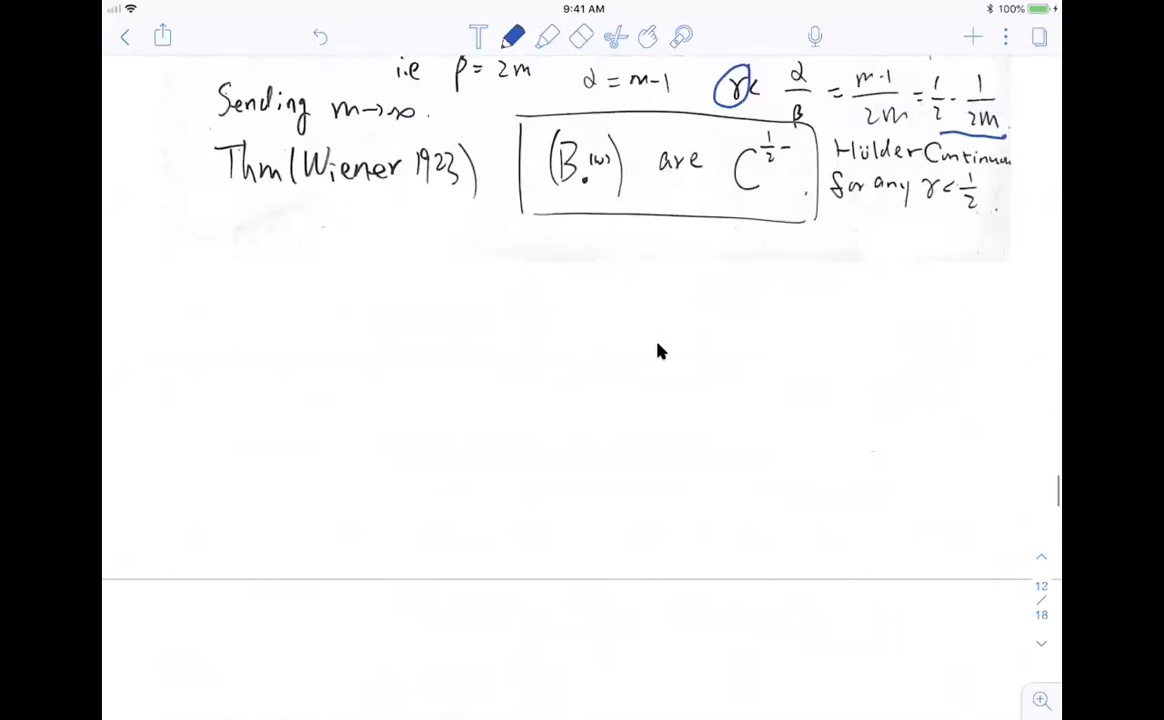 9:41 AM
100%
i.e β = 2m α = m-1 γ < α/β = m-1/2m = 1/2 - 1/2m
Sending m→∞.
Thm (Wiener 1923) (B.(ω)) are C^{1/2-}. Hölder Continuou
for any γ < 1/2.
12
/
18